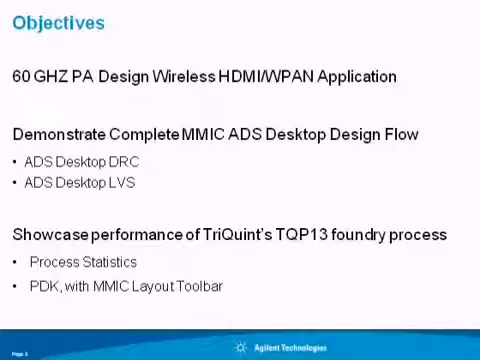 Objectives
60 GHZ PA Design Wireless HDMI/WPAN Application
Demonstrate Complete MMIC ADS Desktop Design Flow
• ADS Desktop DRC
• ADS Desktop LVS
Showcase performance of TriQuint's TQP13 foundry process
• Process Statistics
• PDK, with MMIC Layout Toolbar
Agilent Technologies